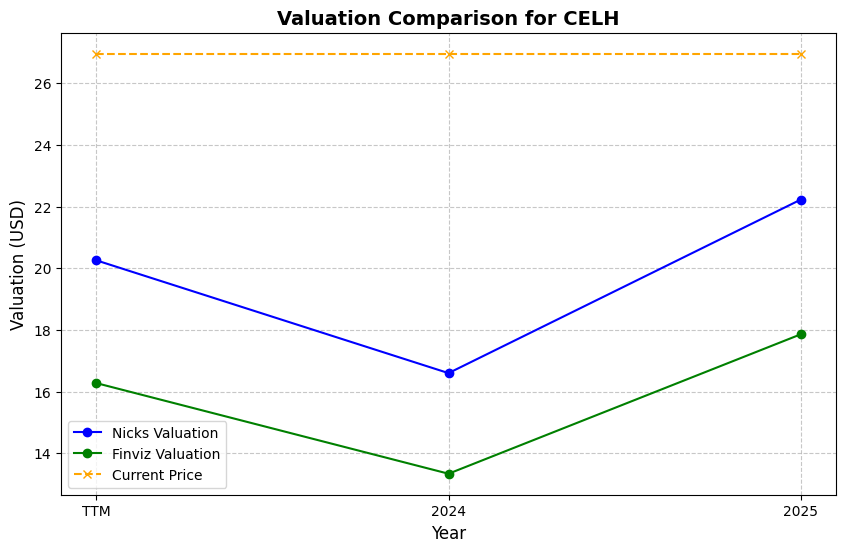 Valuation Comparison for CELH
Valuation (USD)
26
24
22
20
18
16
14
Nicks Valuation
Finviz Valuation
Current Price
TTM 2024 2025
Year